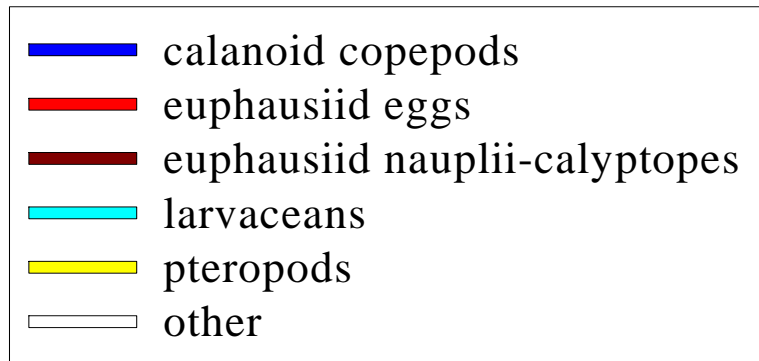 calanoid copepods
euphausiid eggs
euphausiid nauplii-calyptopes
larvaceans
pteropods
other